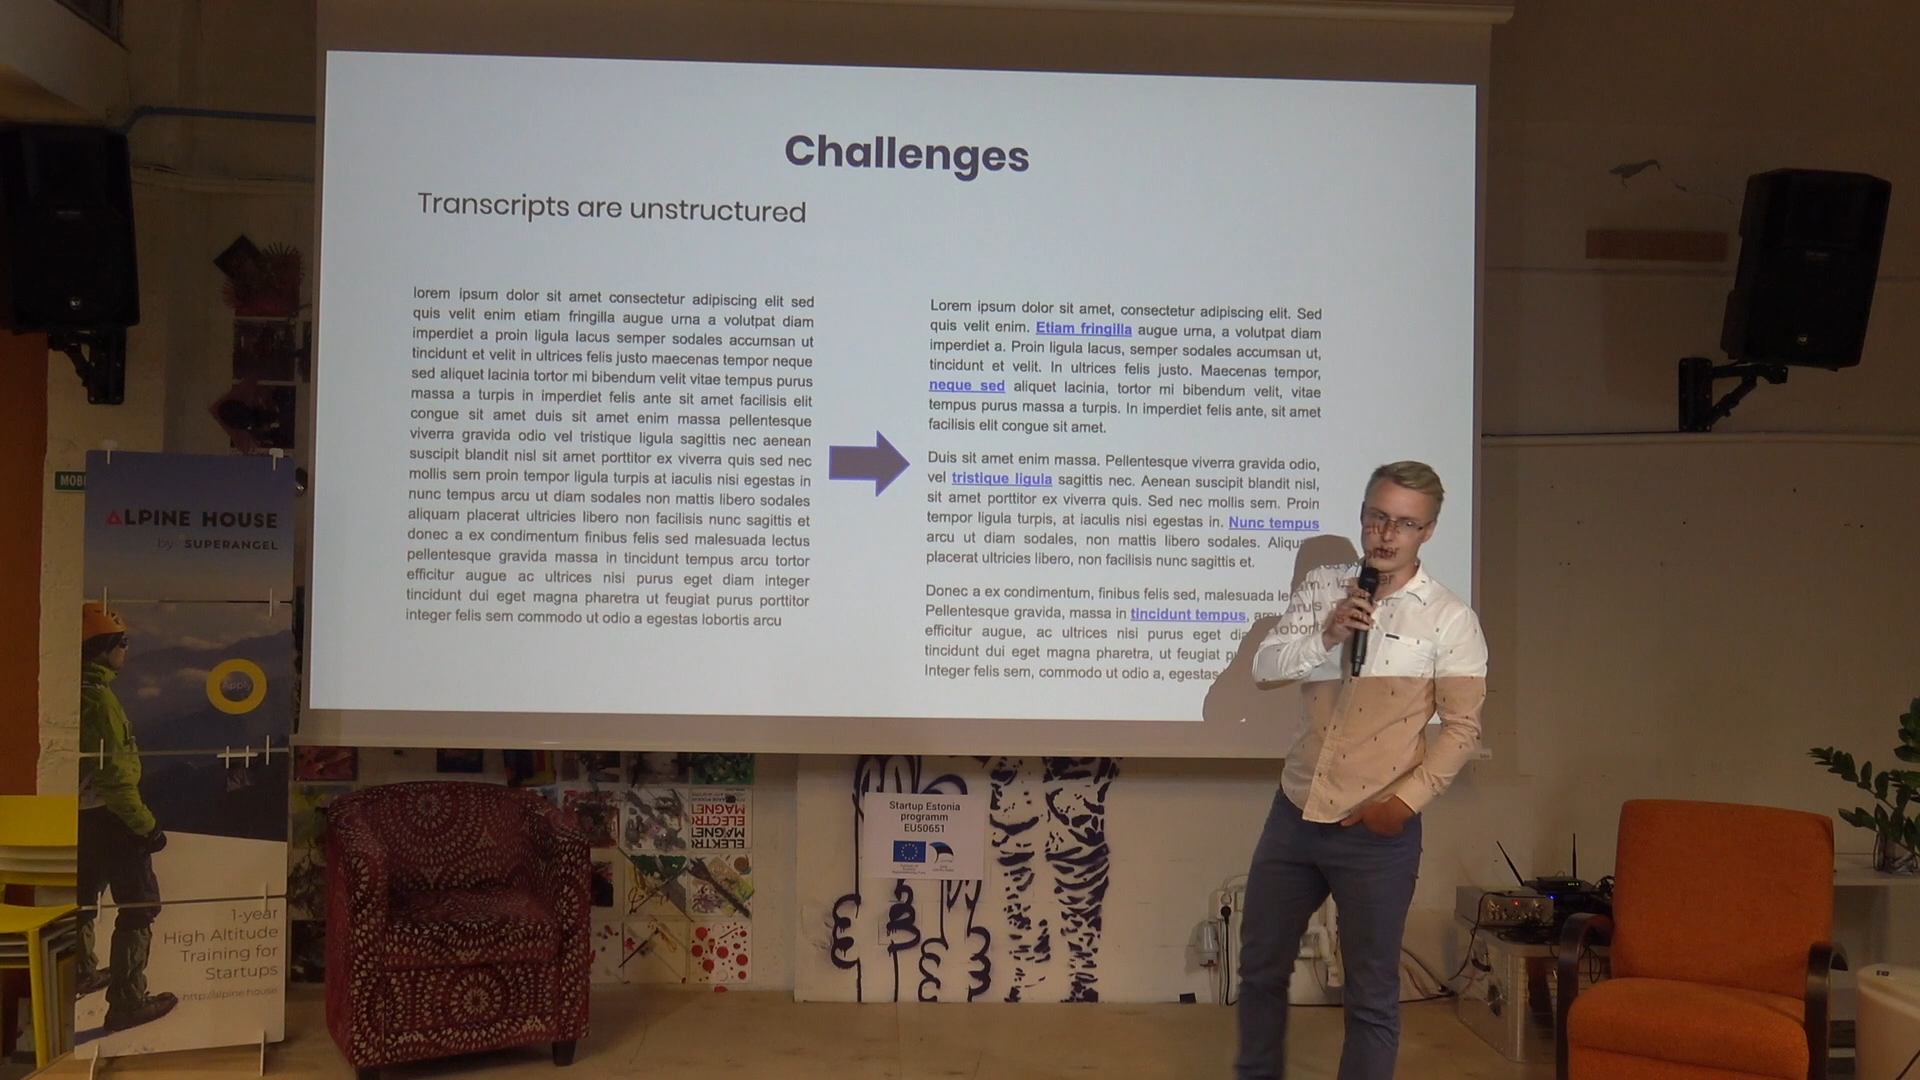 Challenges
Transcripts are unstructured
lorem ipsum dolor sit amet consectetur adipiscing elit sed
quis velit enim etiam fringilla augue urna a volutpat diam
imperdiet a proin ligula lacus semper sodales accumsan ut
tincidunt et velit in ultrices felis justo maecenas tempor neque
sed aliquet lacinia tortor mi bibendum velit vitae tempus purus
massa a turpis in imperdiet felis ante sit amet facilisis elit
congue sit amet duis sit amet enim massa pellentesque
viverra gravida odio vel tristique ligula sagittis nec aenean
suscipit blandit nisl sit amet porttitor ex viverra quis sed nec
mollis sem proin tempor ligula turpis at iaculis nisi egestas in
nunc tempus arcu ut diam sodales non mattis libero sodales
aliquam placerat ultricies libero non facilisis nunc sagittis et
donec a ex condimentum finibus felis sed malesuada lectus
pellentesque gravida massa in tincidunt tempus arcu tortor
efficitur augue ac ultrices nisi purus eget diam integer
tincidunt dui eget magna pharetra ut feugiat purus porttitor
integer felis sem commodo ut odio a egestas lobortis arcu
Lorem ipsum dolor sit amet, consectetur adipiscing elit. Sed
quis velit enim. Etiam fringilla augue urna, a volutpat diam
imperdiet a. Proin ligula lacus, semper sodales accumsan ut,
tincidunt et velit. In ultrices felis justo. Maecenas tempor,
neque sed aliquet lacinia, tortor mi bibendum velit, vitae
tempus purus massa a turpis. In imperdiet felis ante, sit amet
facilisis elit congue sit amet.
Duis sit amet enim massa. Pellentesque viverra gravida odio,
vel tristique ligula sagittis nec. Aenean suscipit blandit nisl,
sit amet porttitor ex viverra quis. Sed nec mollis sem. Proin
tempor ligula turpis, at iaculis nisi egestas in. Nunc tempus
arcu ut diam sodales, non mattis libero sodales. Aliqu
placerat ultricies libero, non facilisis nunc sagittis et.
Donec a ex condimentum, finibus felis sed, malesuada le
Pellentesque gravida, massa in tincidunt tempus,
efficitur augue, ac ultrices nisi purus eget
tincidunt dui eget magna pharetra, ut feugiat
Integer felis sem, commodo ut odio a, egestas
MOBI
ALPINE HOUSE
by SUPERANGEL
Apply
1-year
High Altitude
Training for
Startups
http://alpine.house
Startup Estonia
programm
EU50651
ELEKTR
MAGNET
ELECTRO
MAGNET